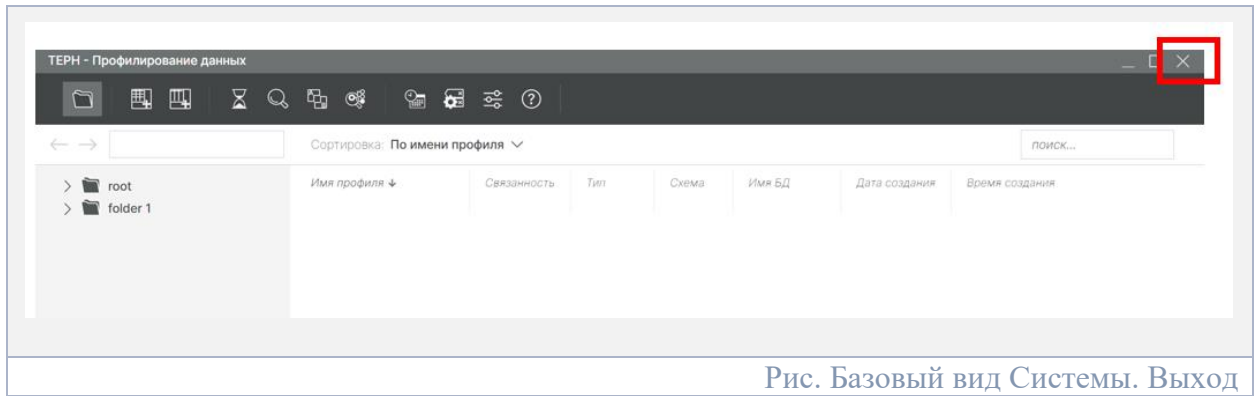 ТЕРН - Профилирование данных
Сортировка: По имени профиля
поиск...
Имя профиля Связанность Тип Схема Имя БД Дата создания Время создания
root
folder 1
Рис. Базовый вид Системы. Выход